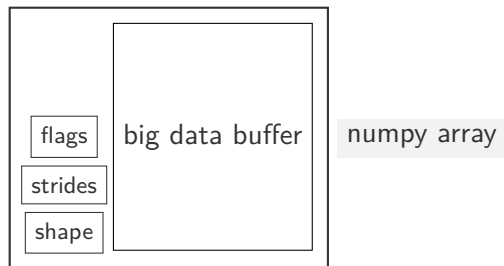 flags
strides
shape
big data buffer
numpy array